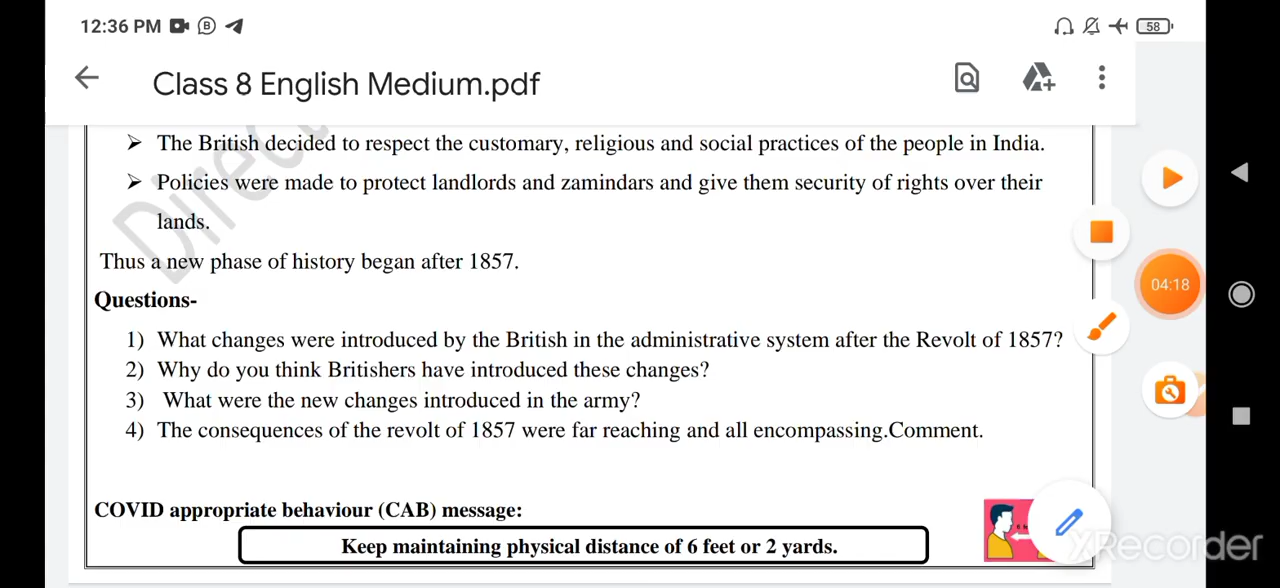 12:36 PM
58
Class 8 English Medium.pdf
➢ The British decided to respect the customary, religious and social practices of the people in India.
➢ Policies were made to protect landlords and zamindars and give them security of rights over their
lands.
04:18
Thus a new phase of history began after 1857.
Questions-
1) What changes were introduced by the British in the administrative system after the Revolt of 1857?
2) Why do you think Britishers have introduced these changes?
3) What were the new changes introduced in the army?
4) The consequences of the revolt of 1857 were far reaching and all encompassing.Comment.
COVID appropriate behaviour (CAB) message:
Keep maintaining physical distance of 6 feet or 2 yards.
XRecorder